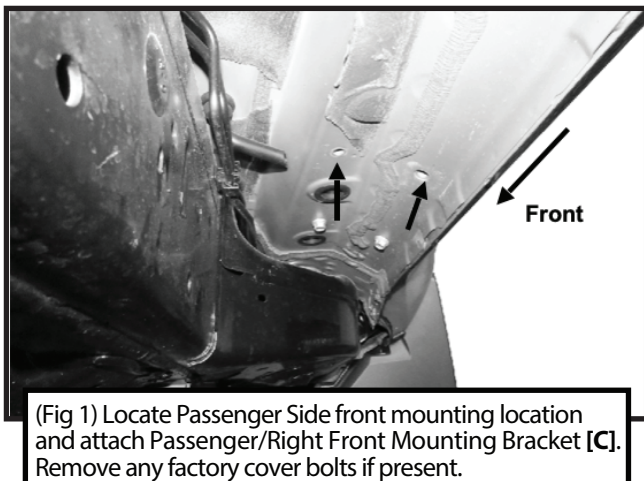 Front
(Fig 1) Locate Passenger Side front mounting location
and attach Passenger/Right Front Mounting Bracket [C].
Remove any factory cover bolts if present.